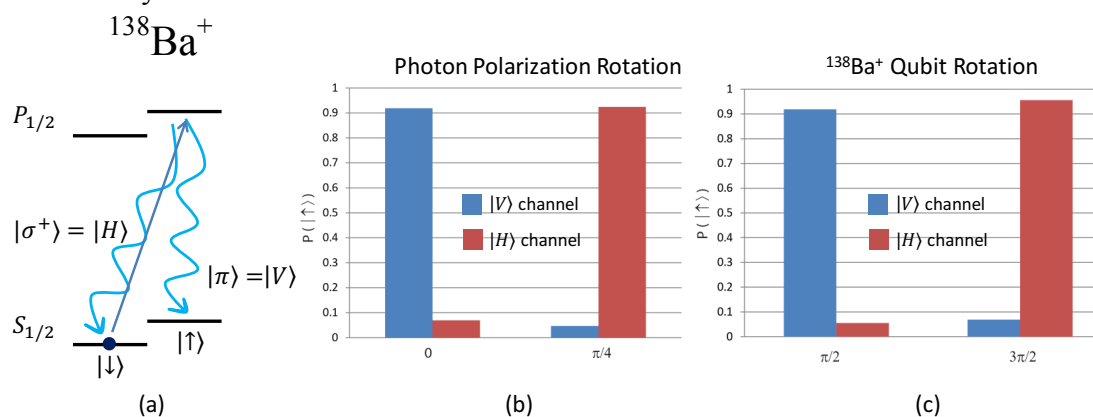 ¹³⁸Ba⁺
P₁/₂
|σ⁺⟩ = |H⟩
|π⟩ =|V⟩
S₁/₂
|↓⟩
|↑⟩
(a)
Photon Polarization Rotation
1
0.9
0.8
0.7
0.6
0.5
0.4
0.3
0.2
0.1
0
P (|↑⟩)
|V⟩ channel
|H⟩ channel
0
π/4
(b)
¹³⁸Ba⁺ Qubit Rotation
1
0.9
0.8
0.7
0.6
0.5
0.4
0.3
0.2
0.1
0
P (|↑⟩)
|V⟩ channel
|H⟩ channel
π/2
3π/2
(c)